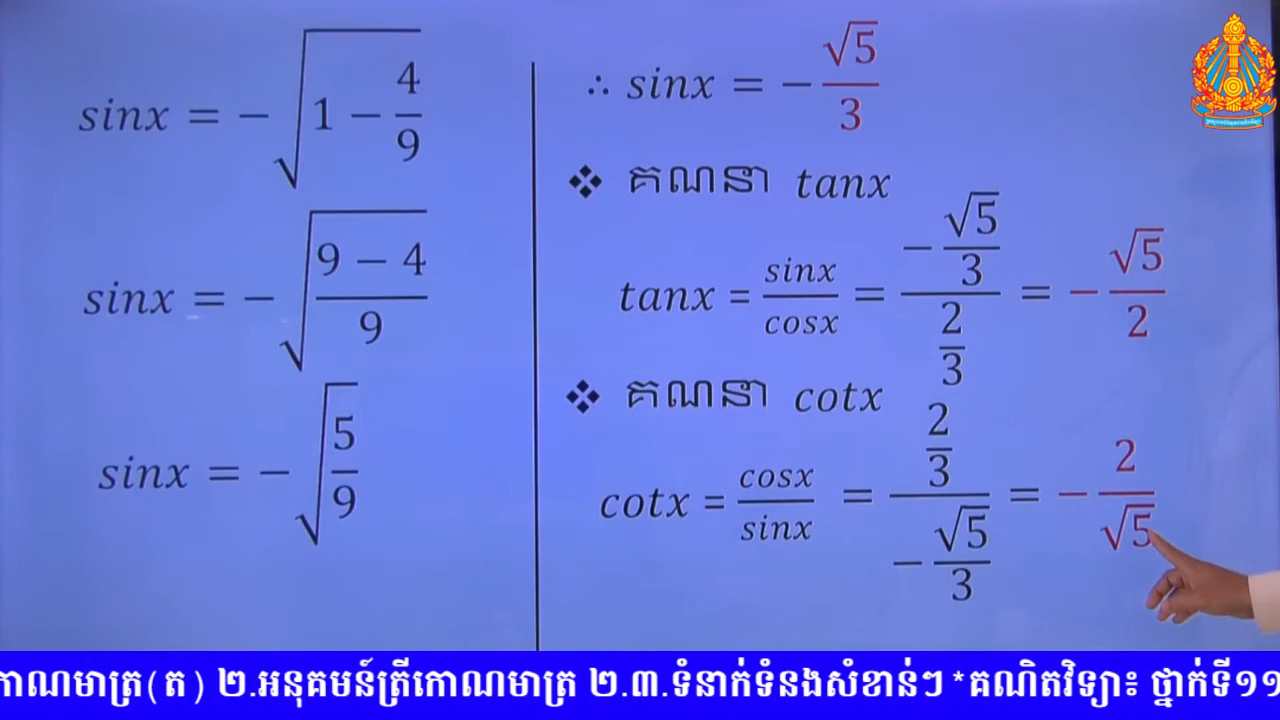 sinx = −√(1 − 4/9)
sinx = −√((9 − 4)/9)
sinx = −√(5/9)
∴ sinx = −√5/3
❖ គណនា tanx
tanx = sinx/cosx = (−√5/3)/(2/3) = −√5/2
❖ គណនា cotx
cotx = cosx/sinx = (2/3)/(−√5/3) = −2/√5
កោណមាត្រ(ត) ២.អនុគមន៍ត្រីកោណមាត្រ ២.៣.ទំនាក់ទំនងសំខាន់ៗ *គណិតវិទ្យា៖ ថ្នាក់ទី១១